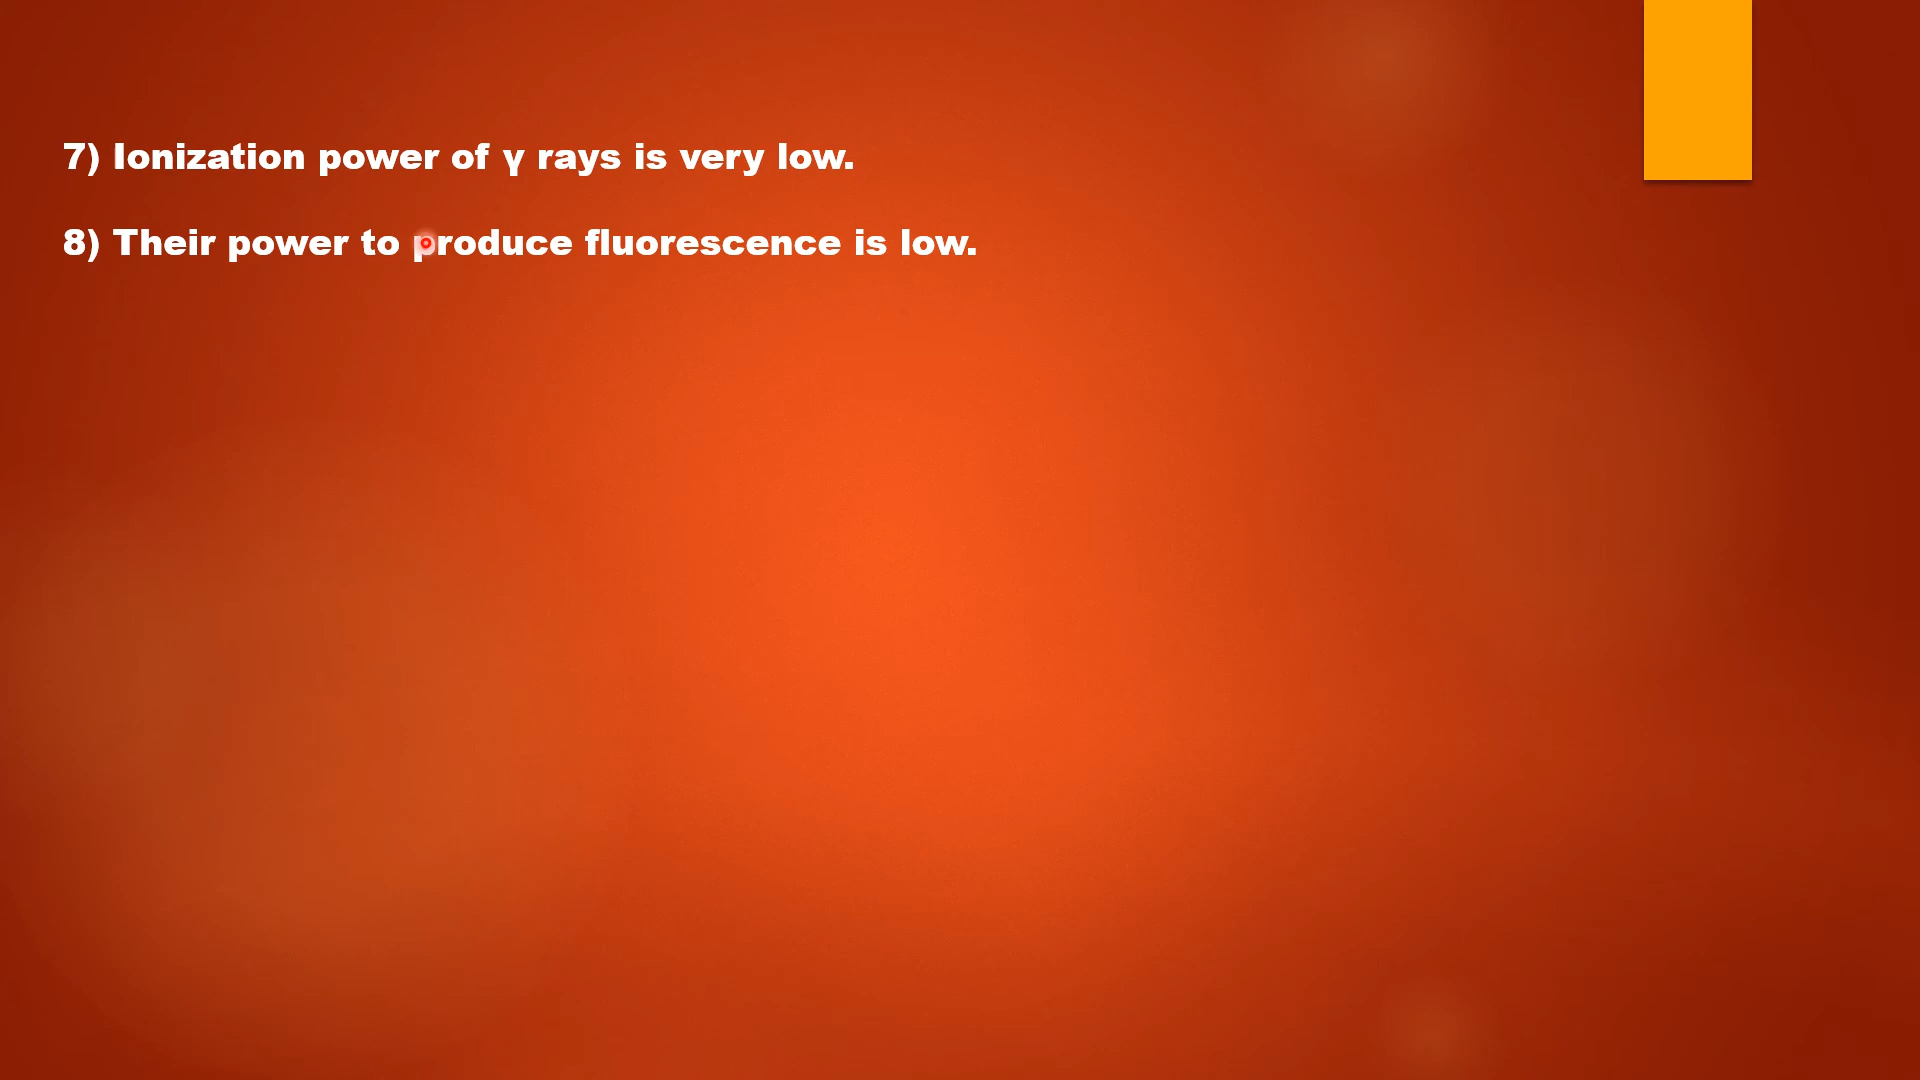 7) Ionization power of γ rays is very low.
8) Their power to produce fluorescence is low.